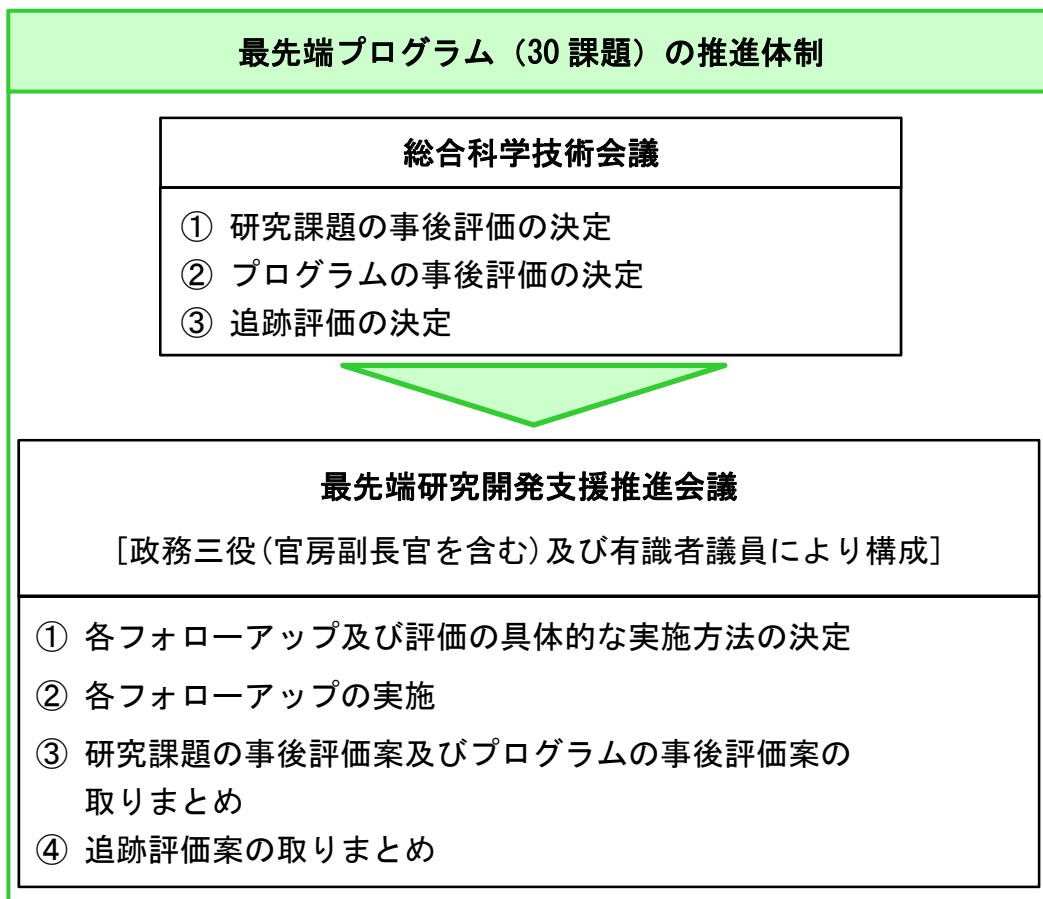 最先端プログラム（30 課題）の推進体制
総合科学技術会議
① 研究課題の事後評価の決定
② プログラムの事後評価の決定
③ 追跡評価の決定
最先端研究開発支援推進会議
［政務三役（官房副長官を含む）及び有識者議員により構成］
① 各フォローアップ及び評価の具体的な実施方法の決定
② 各フォローアップの実施
③ 研究課題の事後評価案及びプログラムの事後評価案の
取りまとめ
④ 追跡評価案の取りまとめ